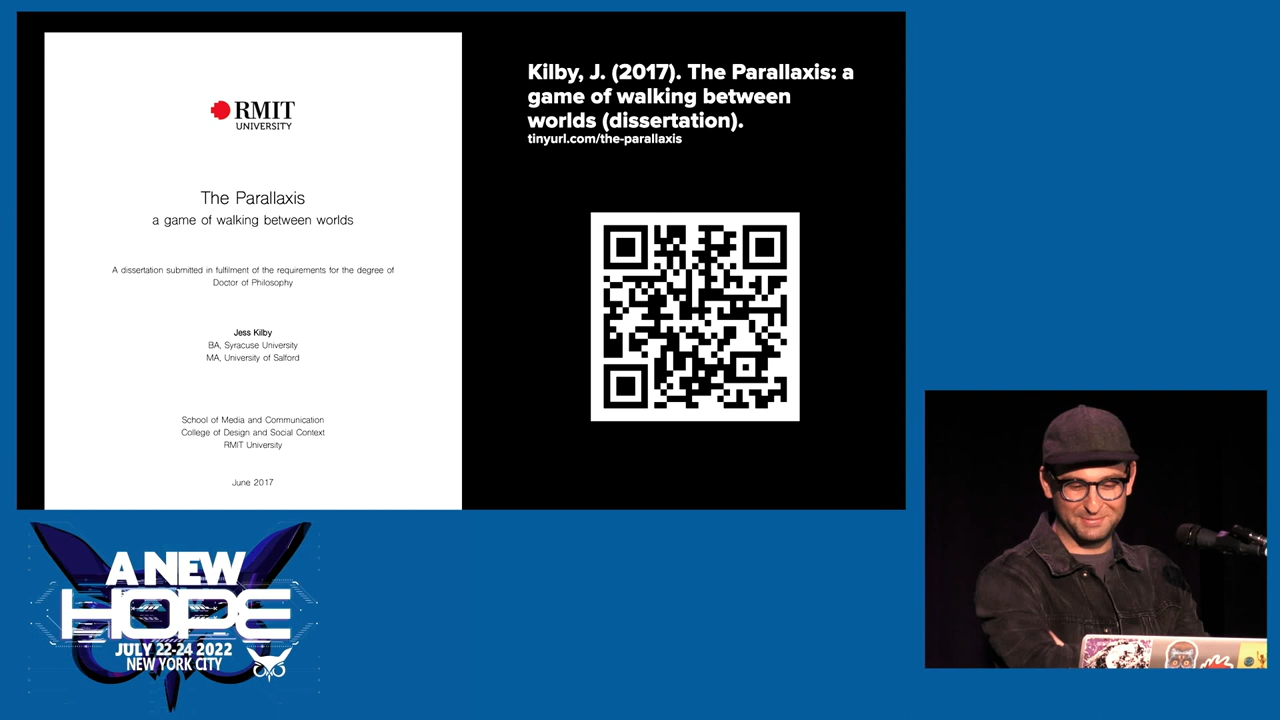 RMIT
UNIVERSITY
The Parallaxis
a game of walking between worlds
A dissertation submitted in fulfilment of the requirements for the degree of
Doctor of Philosophy
Jess Kilby
BA, Syracuse University
MA, University of Salford
School of Media and Communication
College of Design and Social Context
RMIT University
June 2017
Kilby, J. (2017). The Parallaxis: a
game of walking between
worlds (dissertation).
tinyurl.com/the-parallaxis
A NEW
HOPE
JULY 22-24 2022
NEW YORK CITY